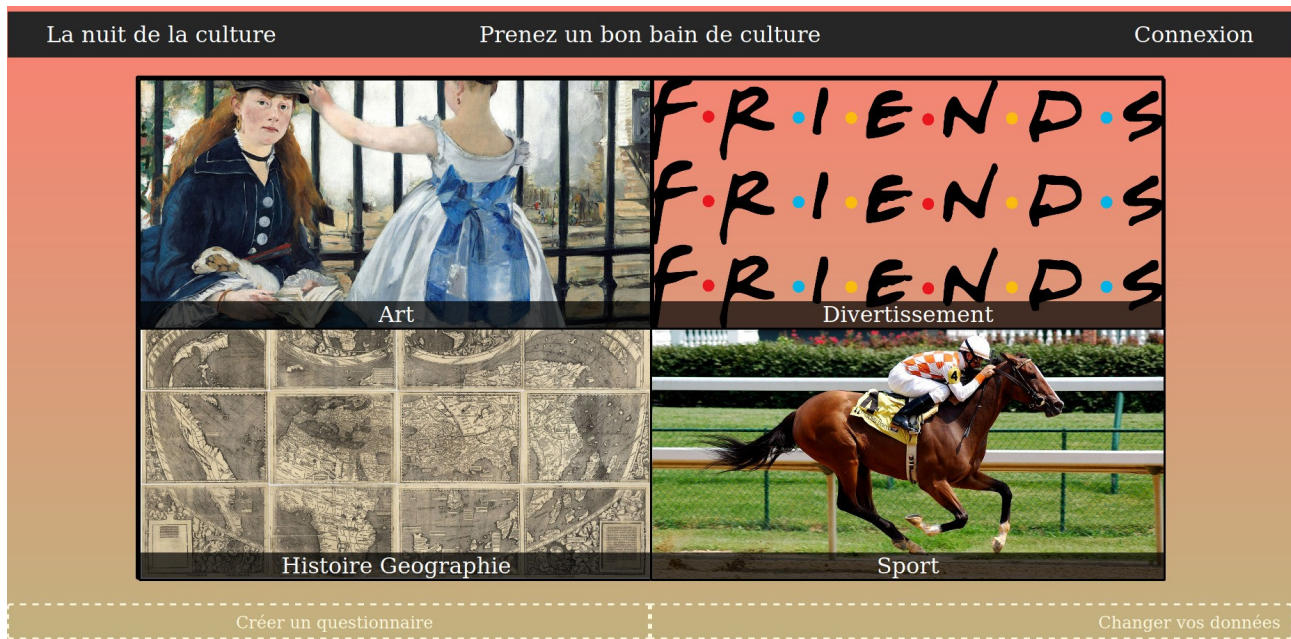 La nuit de la culture Prenez un bon bain de culture Connexion
F·R·I·E·N·D·S
F·R·I·E·N·D·S
F·R·I·E·N·D·S
Art Divertissement
4
Histoire Geographie Sport
Créer un questionnaire Changer vos données